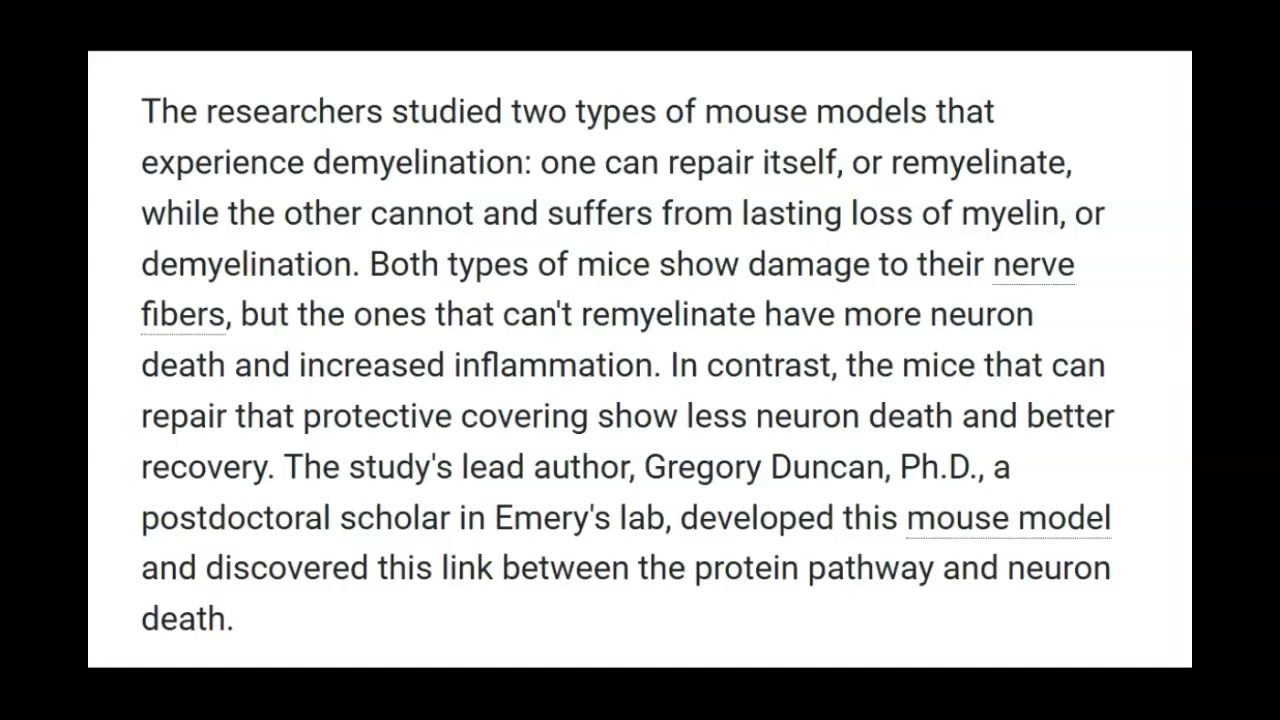 The researchers studied two types of mouse models that
experience demyelination: one can repair itself, or remyelinate,
while the other cannot and suffers from lasting loss of myelin, or
demyelination. Both types of mice show damage to their nerve
fibers, but the ones that can't remyelinate have more neuron
death and increased inflammation. In contrast, the mice that can
repair that protective covering show less neuron death and better
recovery. The study's lead author, Gregory Duncan, Ph.D., a
postdoctoral scholar in Emery's lab, developed this mouse model
and discovered this link between the protein pathway and neuron
death.